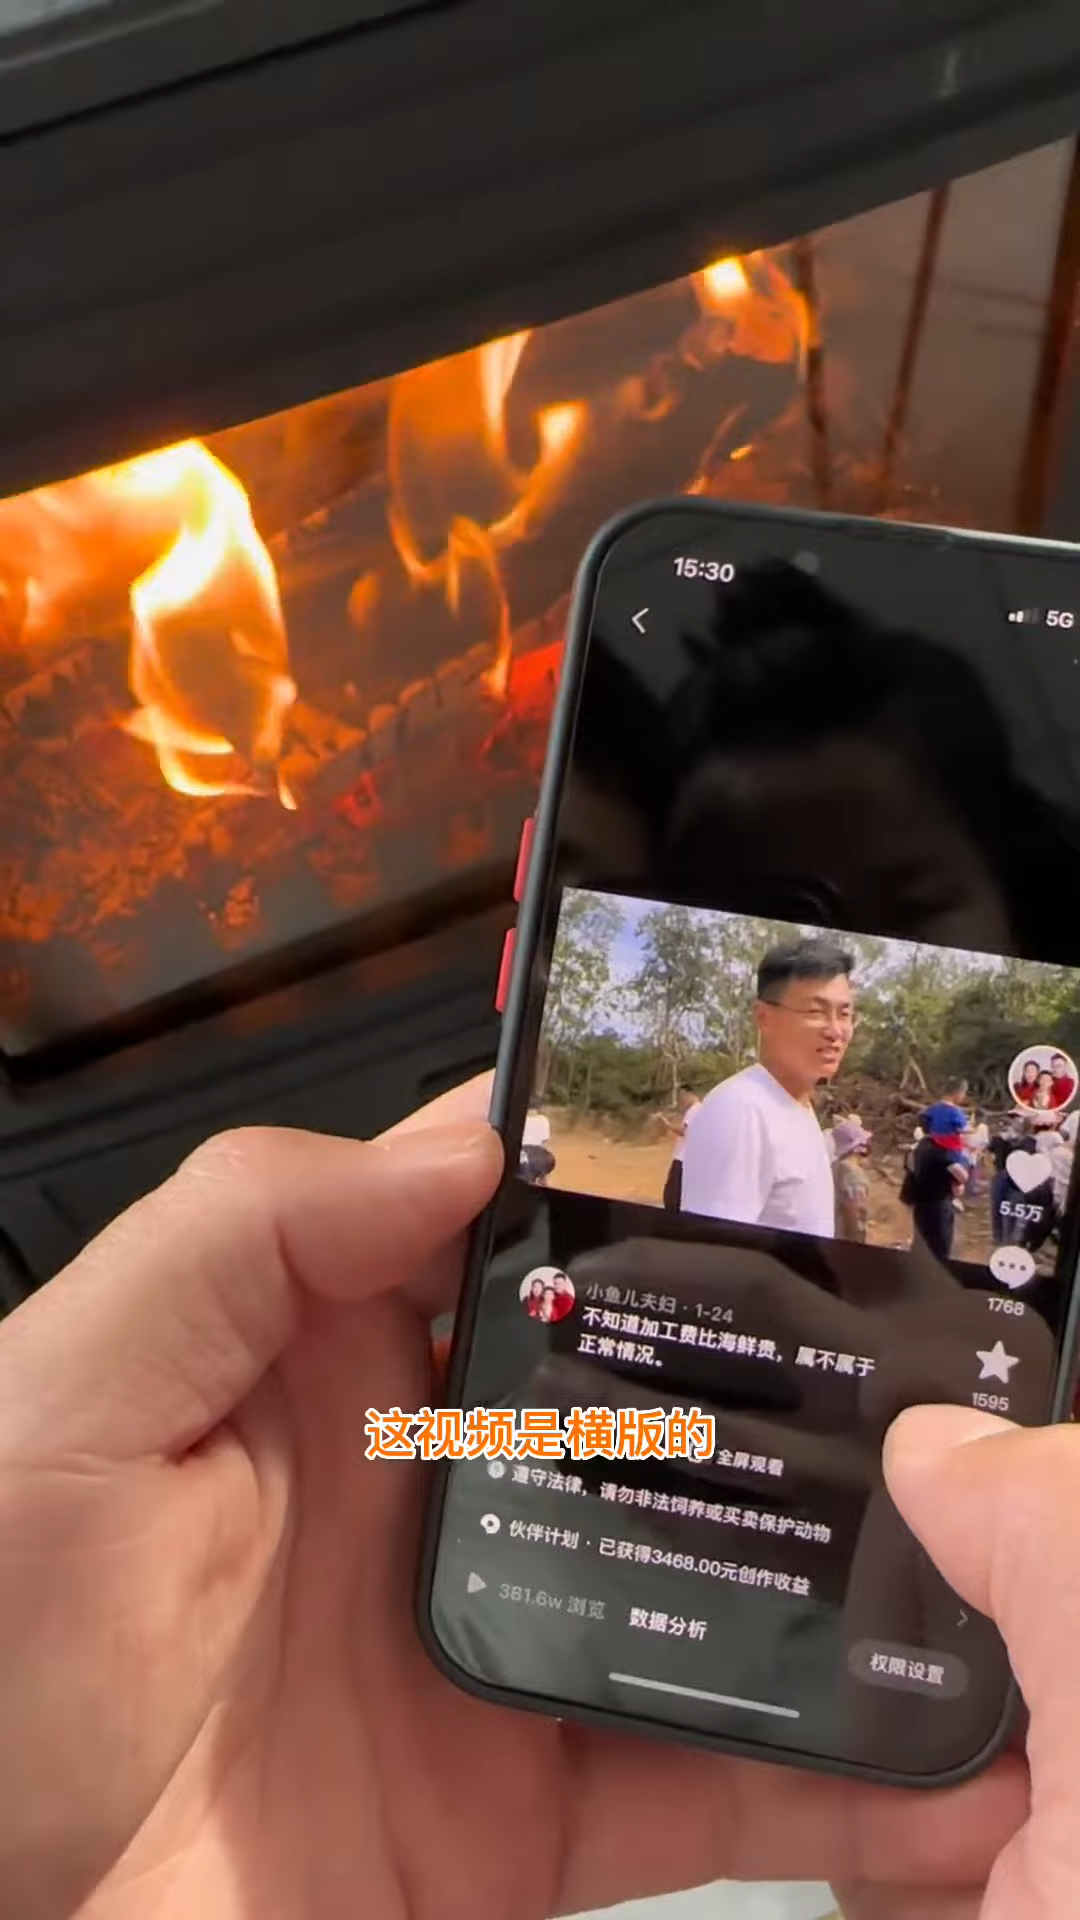 15:30
5G
5.5万
1768
1595
小鱼儿夫妇 · 1-24
不知道加工费比海鲜贵，属不属于
正常情况。
这视频是横版的
全屏观看
遵守法律，请勿非法饲养或买卖保护动物
伙伴计划 · 已获得3468.00元创作收益
381.6w 浏览 数据分析
权限设置